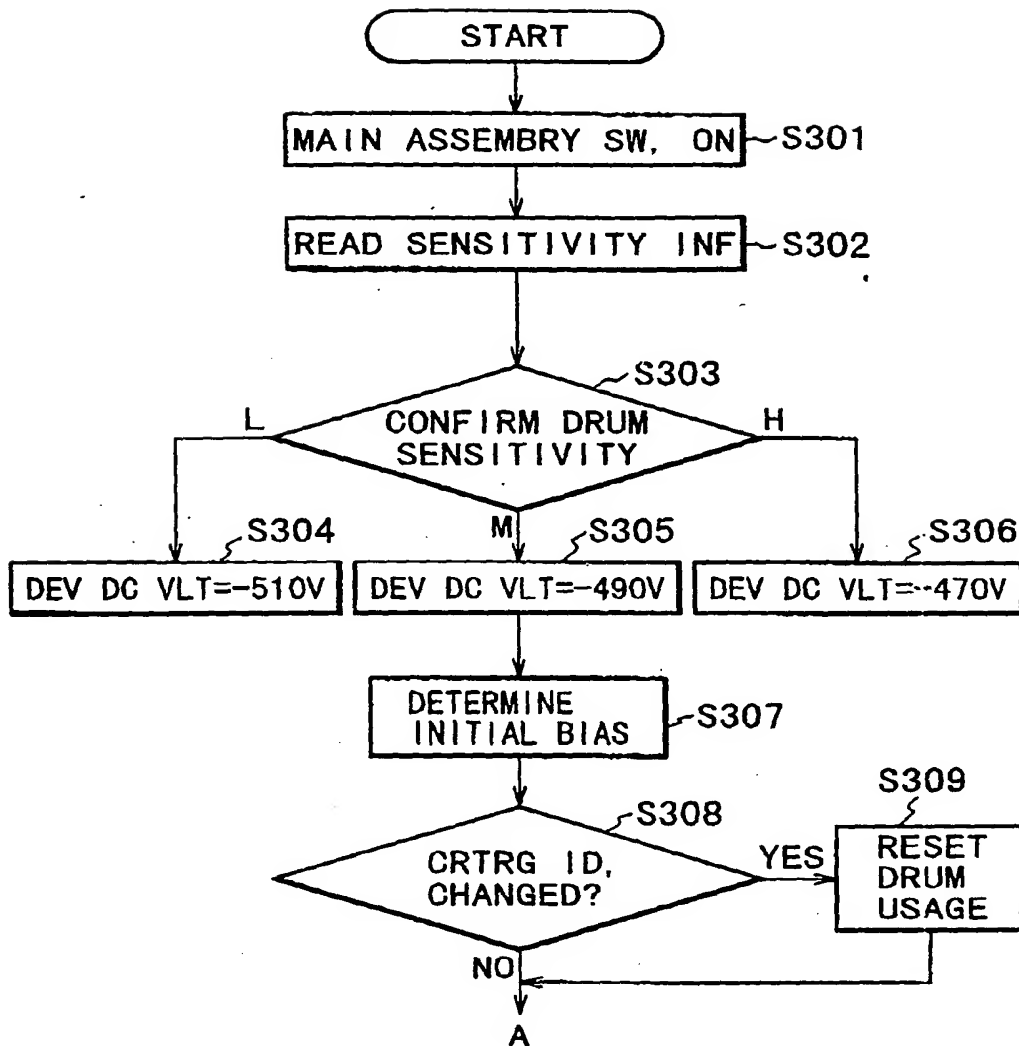 START
MAIN ASSEMBRY SW, ON
S301
READ SENSITIVITY INF
S302
S303
L
CONFIRM DRUM
SENSITIVITY
H
M
S304
S305
S306
DEV DC VLT=-510V
DEV DC VLT=-490V
DEV DC VLT=-470V
DETERMINE
INITIAL BIAS
S307
S308
S309
CRTRG ID,
CHANGED?
YES
RESET
DRUM
USAGE
NO
A